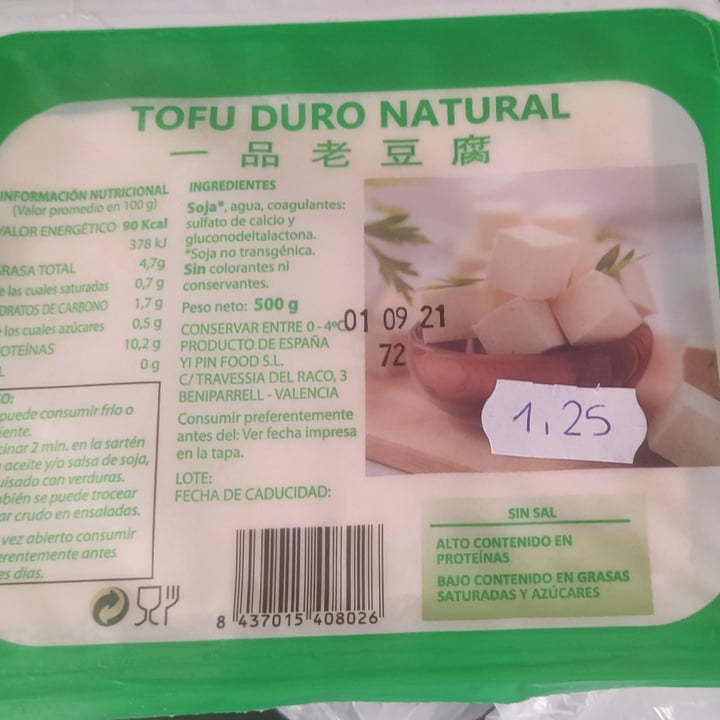 TOFU DURO NATURAL
一品老豆腐
INFORMACIÓN NUTRICIONAL
(Valor promedio en 100 g)
VALOR ENERGÉTICO 90 Kcal
378 kJ
GRASA TOTAL 4,7g
las cuales saturadas 0,7 g
DRATOS DE CARBONO 1,7 g
los cuales azúcares 0,5 g
OTEÍNAS 10,2 g
0 g
O:
puede consumir frío o
iente.
cinar 2 min. en la sartén
aceite y/o salsa de soja,
uisado con verduras.
mbién se puede trocear
ar crudo en ensaladas.
vez abierto consumir
erentemente antes
es días.
INGREDIENTES
Soja*, agua, coagulantes:
sulfato de calcio y
gluconodeltalactona.
*Soja no transgénica.
Sin colorantes ni
conservantes.
Peso neto: 500 g
CONSERVAR ENTRE 0-4ºC
PRODUCTO DE ESPAÑA
YI PIN FOOD S.L.
C/ TRAVESSIA DEL RACO, 3
BENIPARRELL - VALENCIA
Consumir preferentemente
antes del: Ver fecha impresa
en la tapa.
LOTE:
FECHA DE CADUCIDAD:
01 09 21
72
1.25
SIN SAL
ALTO CONTENIDO EN
PROTEÍNAS
BAJO CONTENIDO EN GRASAS
SATURADAS Y AZÚCARES
8 437015 408026